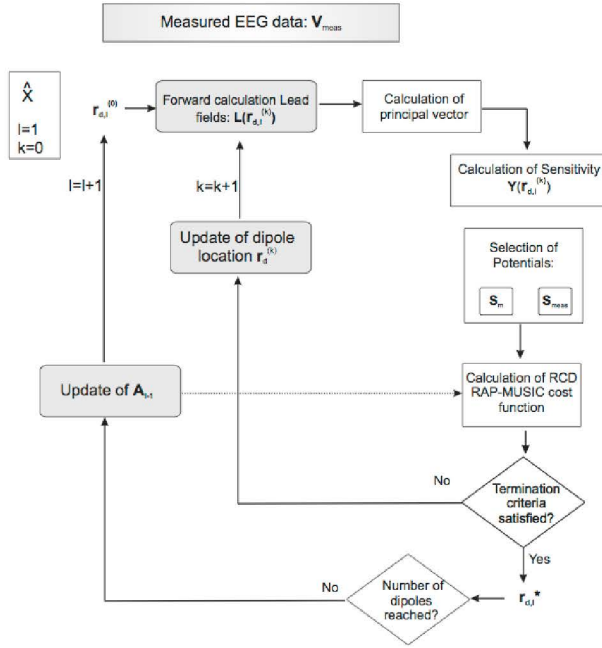 Measured EEG data: V_meas
X̂
l=1
k=0
r_d,l^(0)
Forward calculation Lead
fields: L(r_d,l^(k))
Calculation of
principal vector
Calculation of Sensitivity
Y(r_d,l^(k))
l=l+1
k=k+1
Update of dipole
location r_d^(k)
Selection of
Potentials:
S_m
S_meas
Update of A_l-1
Calculation of RCD
RAP-MUSIC cost
function
No
Termination
criteria
satisfied?
Yes
No
Number of
dipoles
reached?
r_d,l*